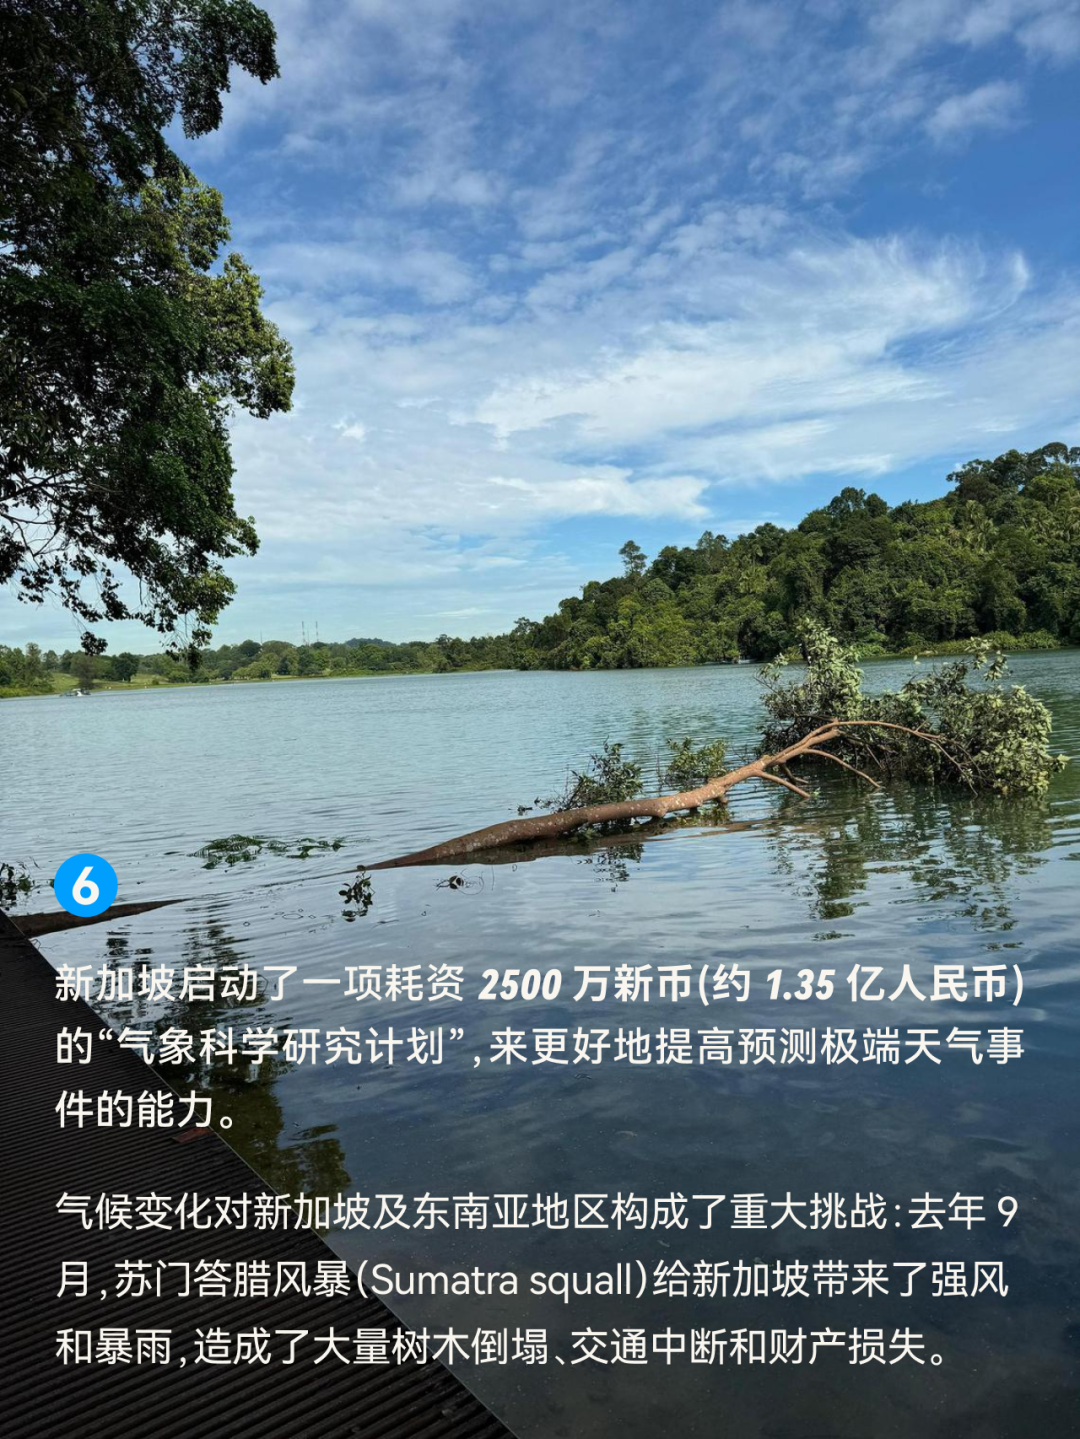 6
新加坡启动了一项耗资 2500 万新币(约 1.35 亿人民币)
的“气象科学研究计划”,来更好地提高预测极端天气事
件的能力。
气候变化对新加坡及东南亚地区构成了重大挑战:去年 9
月,苏门答腊风暴(Sumatra squall)给新加坡带来了强风
和暴雨,造成了大量树木倒塌、交通中断和财产损失。